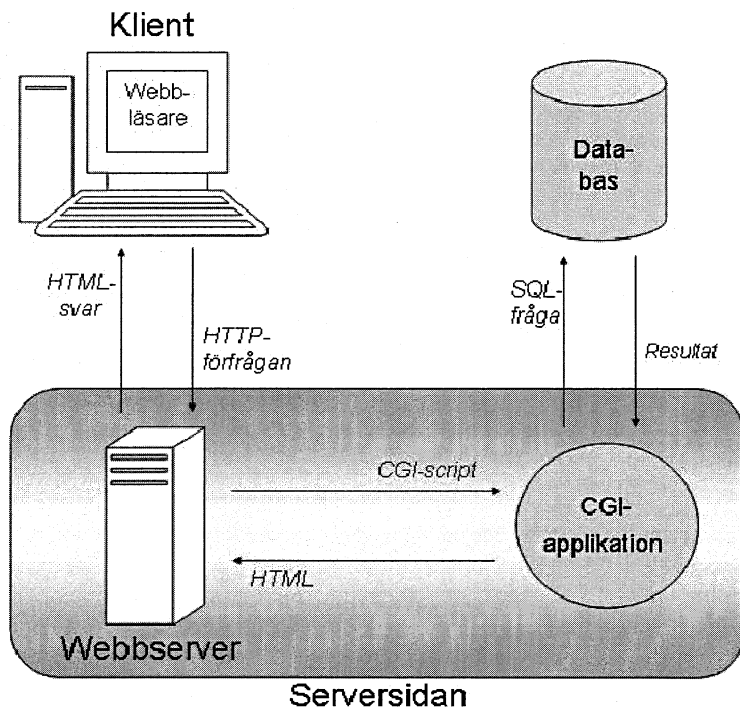 Klient
Webb-
läsare
Data-
bas
HTML-
svar
HTTP-
förfrågan
SQL-
fråga
Resultat
CGI-script
CGI-
applikation
HTML
Webbserver
Serversidan